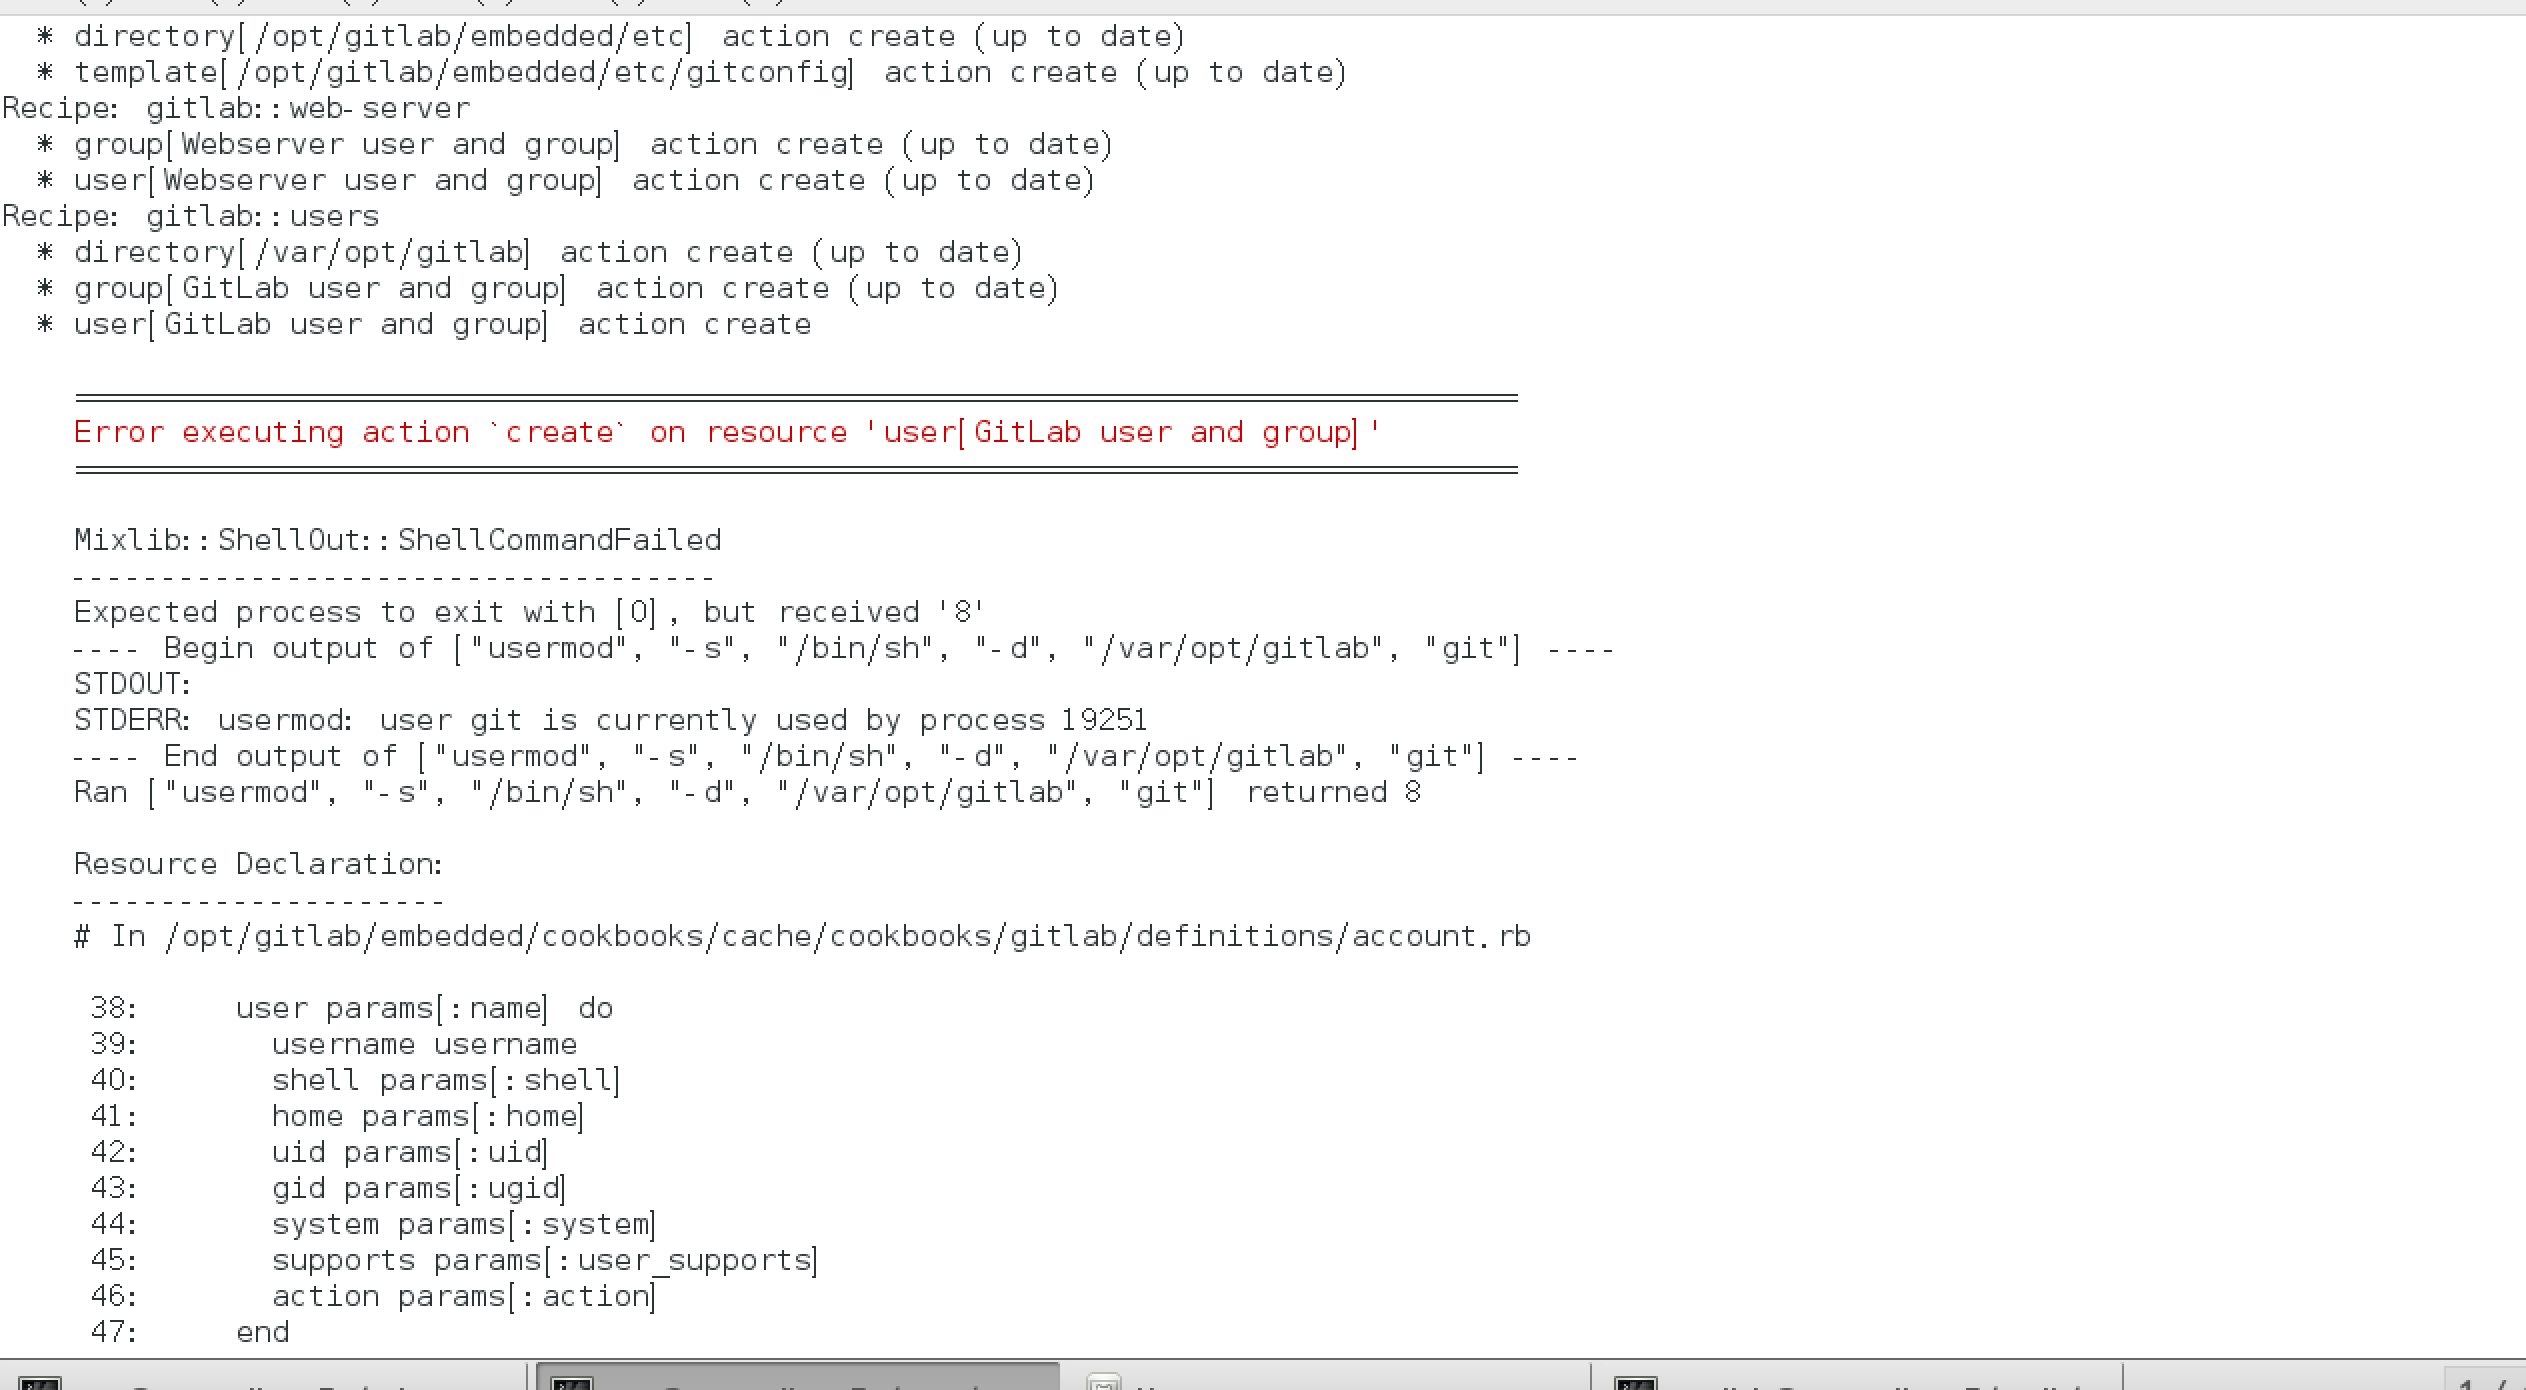 * directory[/opt/gitlab/embedded/etc] action create (up to date)
* template[/opt/gitlab/embedded/etc/gitconfig] action create (up to date)
Recipe: gitlab::web-server
* group[Webserver user and group] action create (up to date)
* user[Webserver user and group] action create (up to date)
Recipe: gitlab::users
* directory[/var/opt/gitlab] action create (up to date)
* group[GitLab user and group] action create (up to date)
* user[GitLab user and group] action create
Error executing action `create` on resource 'user[GitLab user and group]'
Mixlib::ShellOut::ShellCommandFailed
------------------------------------
Expected process to exit with [0], but received '8'
---- Begin output of ["usermod", "-s", "/bin/sh", "-d", "/var/opt/gitlab", "git"] ----
STDOUT:
STDERR: usermod: user git is currently used by process 19251
---- End output of ["usermod", "-s", "/bin/sh", "-d", "/var/opt/gitlab", "git"] ----
Ran ["usermod", "-s", "/bin/sh", "-d", "/var/opt/gitlab", "git"] returned 8
Resource Declaration:
---------------------
# In /opt/gitlab/embedded/cookbooks/cache/cookbooks/gitlab/definitions/account.rb
38: user params[:name] do
39: username username
40: shell params[:shell]
41: home params[:home]
42: uid params[:uid]
43: gid params[:ugid]
44: system params[:system]
45: supports params[:user_supports]
46: action params[:action]
47: end